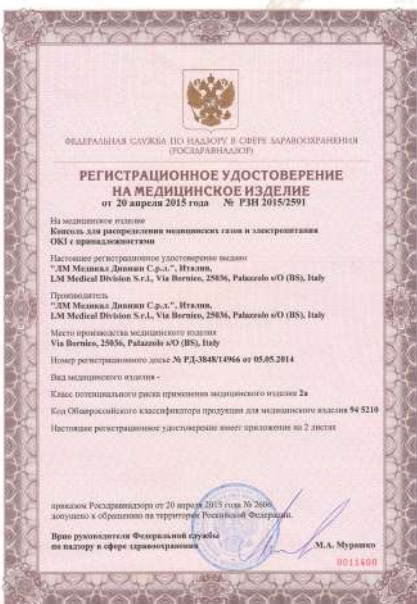 ФЕДЕРАЛЬНАЯ СЛУЖБА ПО НАДЗОРУ В СФЕРЕ ЗДРАВООХРАНЕНИЯ
(РОСЗДРАВНАДЗОР)
РЕГИСТРАЦИОННОЕ УДОСТОВЕРЕНИЕ
НА МЕДИЦИНСКОЕ ИЗДЕЛИЕ
от 20 апреля 2015 года № РЗН 2015/2591
На медицинское изделие
Консоль для распределения медицинских газов и электропитания
OKI с принадлежностями
Настоящее регистрационное удостоверение выдано
"ЛМ Медикал Дивижн С.р.л.", Италия,
LM Medical Division S.r.l., Via Bornico, 25036, Palazzolo s/O (BS), Italy
Производитель
"ЛМ Медикал Дивижн С.р.л.", Италия,
LM Medical Division S.r.l., Via Bornico, 25036, Palazzolo s/O (BS), Italy
Место производства медицинского изделия
Via Bornico, 25036, Palazzolo s/O (BS), Italy
Номер регистрационного досье № РД-3848/14966 от 05.05.2014
Вид медицинского изделия -
Класс потенциального риска применения медицинского изделия 2а
Код Общероссийского классификатора продукции для медицинского изделия 94 5210
Настоящее регистрационное удостоверение имеет приложение на 2 листах
приказом Росздравнадзора от 20 апреля 2015 года № 2606
допущено к обращению на территории Российской Федерации.
Врио руководителя Федеральной службы
по надзору в сфере здравоохранения
М.А. Мурашко
0011400